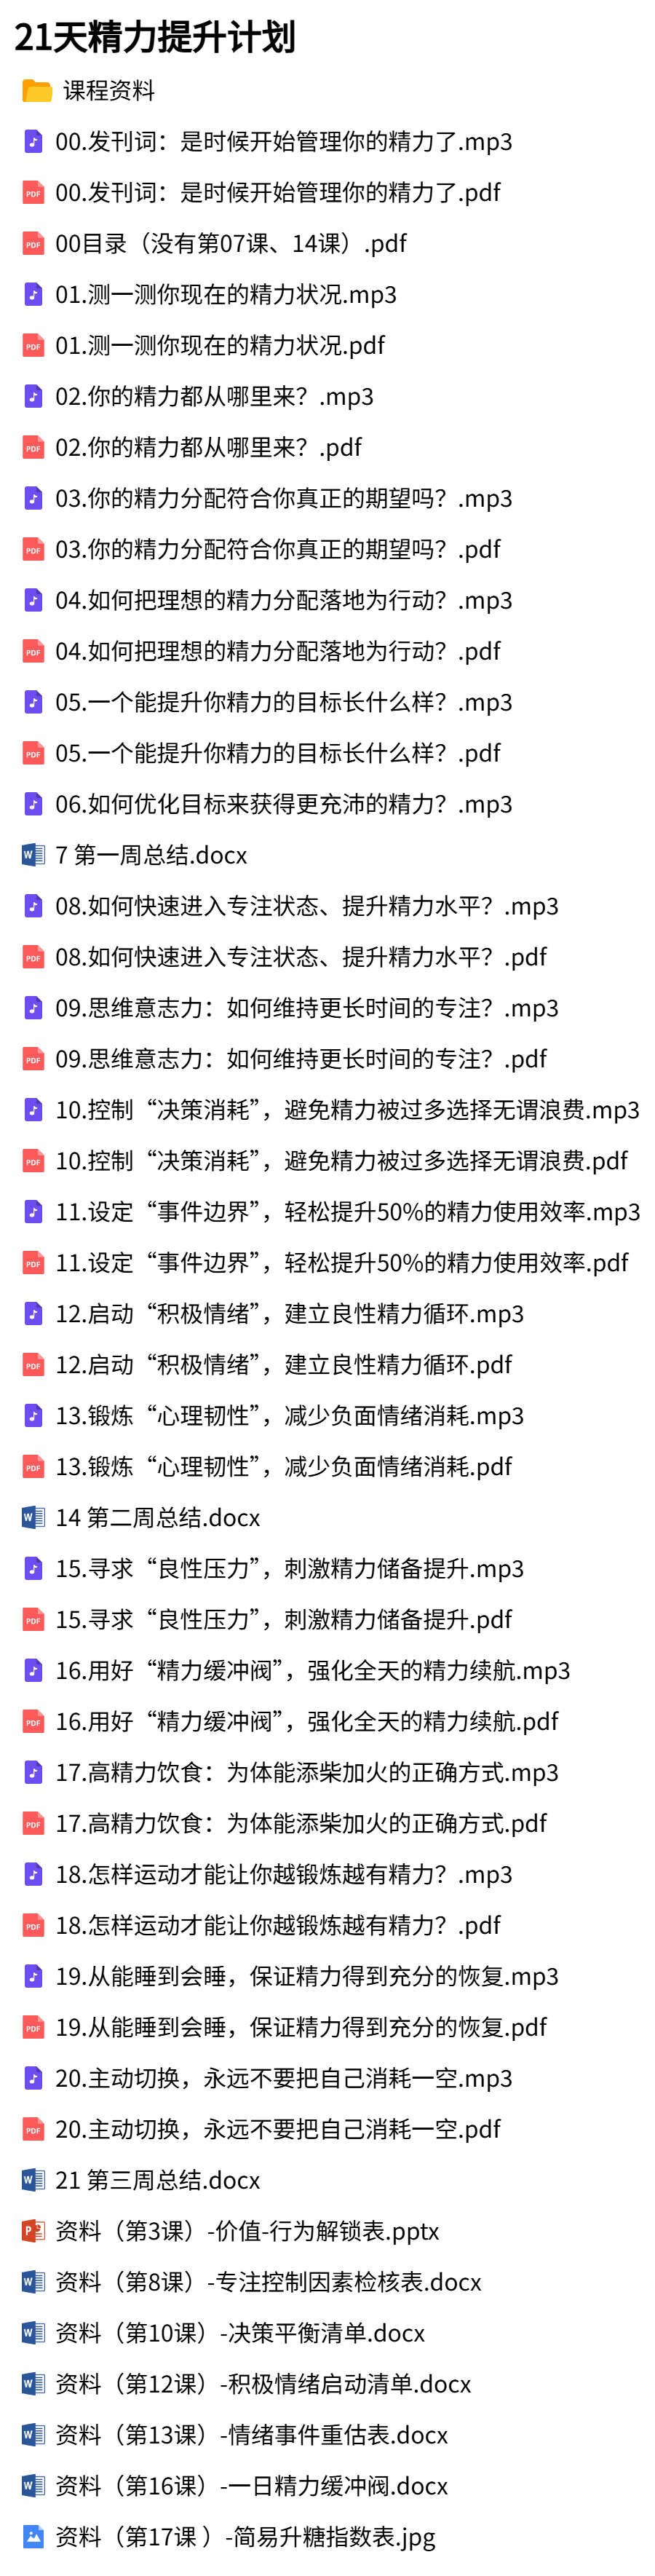 21天精力提升计划
课程资料
00.发刊词：是时候开始管理你的精力了.mp3
00.发刊词：是时候开始管理你的精力了.pdf
00目录（没有第07课、14课）.pdf
01.测一测你现在的精力状况.mp3
01.测一测你现在的精力状况.pdf
02.你的精力都从哪里来？.mp3
02.你的精力都从哪里来？.pdf
03.你的精力分配符合你真正的期望吗？.mp3
03.你的精力分配符合你真正的期望吗？.pdf
04.如何把理想的精力分配落地为行动？.mp3
04.如何把理想的精力分配落地为行动？.pdf
05.一个能提升你精力的目标长什么样？.mp3
05.一个能提升你精力的目标长什么样？.pdf
06.如何优化目标来获得更充沛的精力？.mp3
7 第一周总结.docx
08.如何快速进入专注状态、提升精力水平？.mp3
08.如何快速进入专注状态、提升精力水平？.pdf
09.思维意志力：如何维持更长时间的专注？.mp3
09.思维意志力：如何维持更长时间的专注？.pdf
10.控制“决策消耗”，避免精力被过多选择无谓浪费.mp3
10.控制“决策消耗”，避免精力被过多选择无谓浪费.pdf
11.设定“事件边界”，轻松提升50%的精力使用效率.mp3
11.设定“事件边界”，轻松提升50%的精力使用效率.pdf
12.启动“积极情绪”，建立良性精力循环.mp3
12.启动“积极情绪”，建立良性精力循环.pdf
13.锻炼“心理韧性”，减少负面情绪消耗.mp3
13.锻炼“心理韧性”，减少负面情绪消耗.pdf
14 第二周总结.docx
15.寻求“良性压力”，刺激精力储备提升.mp3
15.寻求“良性压力”，刺激精力储备提升.pdf
16.用好“精力缓冲阀”，强化全天的精力续航.mp3
16.用好“精力缓冲阀”，强化全天的精力续航.pdf
17.高精力饮食：为体能添柴加火的正确方式.mp3
17.高精力饮食：为体能添柴加火的正确方式.pdf
18.怎样运动才能让你越锻炼越有精力？.mp3
18.怎样运动才能让你越锻炼越有精力？.pdf
19.从能睡到会睡，保证精力得到充分的恢复.mp3
19.从能睡到会睡，保证精力得到充分的恢复.pdf
20.主动切换，永远不要把自己消耗一空.mp3
20.主动切换，永远不要把自己消耗一空.pdf
21 第三周总结.docx
资料（第3课）-价值-行为解锁表.pptx
资料（第8课）-专注控制因素检核表.docx
资料（第10课）-决策平衡清单.docx
资料（第12课）-积极情绪启动清单.docx
资料（第13课）-情绪事件重估表.docx
资料（第16课）-一日精力缓冲阀.docx
资料（第17课 ）-简易升糖指数表.jpg